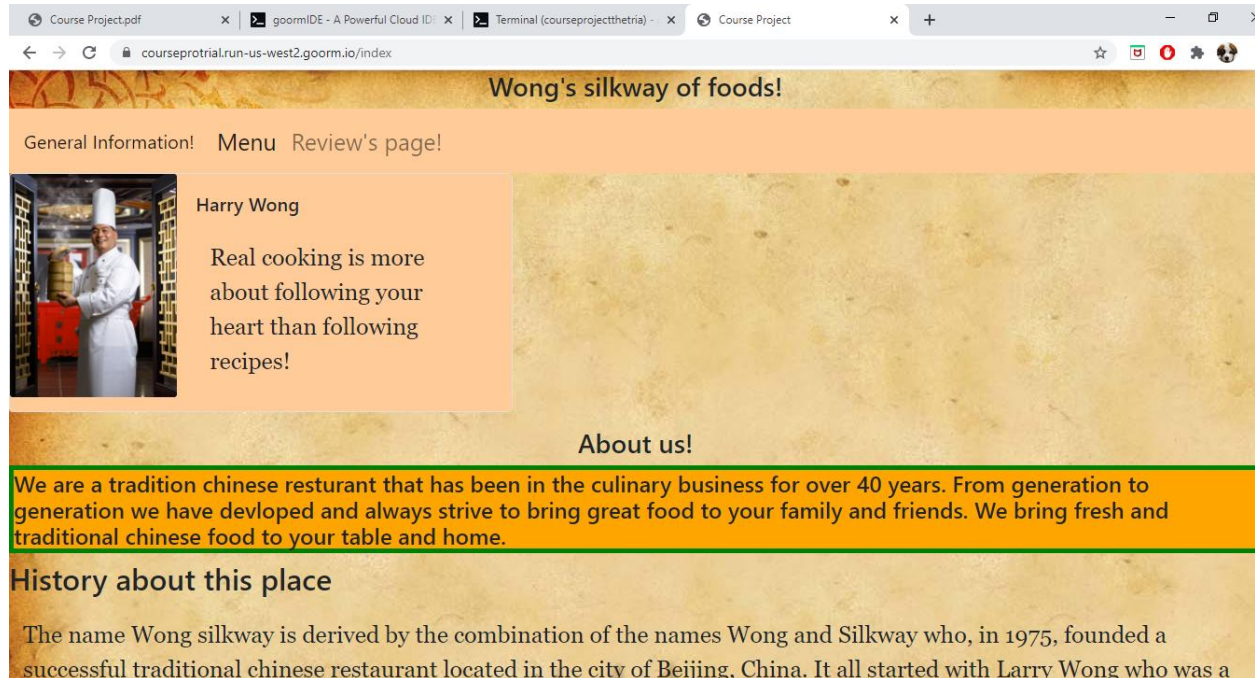 Course Project.pdf
goormIDE - A Powerful Cloud ID
Terminal (courseprojectthetria) -
Course Project
courseprotrial.run-us-west2.goorm.io/index
Wong's silkway of foods!
General Information! Menu Review's page!
Harry Wong
Real cooking is more
about following your
heart than following
recipes!
About us!
We are a tradition chinese resturant that has been in the culinary business for over 40 years. From generation to
generation we have devloped and always strive to bring great food to your family and friends. We bring fresh and
traditional chinese food to your table and home.
History about this place
The name Wong silkway is derived by the combination of the names Wong and Silkway who, in 1975, founded a
successful traditional chinese restaurant located in the city of Beijing, China. It all started with Larry Wong who was a